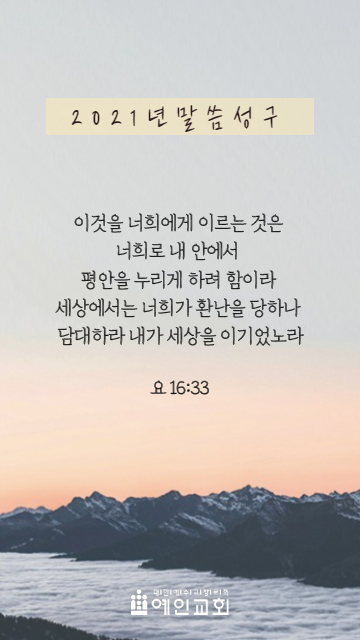 2021년말씀성구
이것을 너희에게 이르는 것은
너희로 내 안에서
평안을 누리게 하려 함이라
세상에서는 너희가 환난을 당하나
담대하라 내가 세상을 이기었노라
요 16:33
예인교회